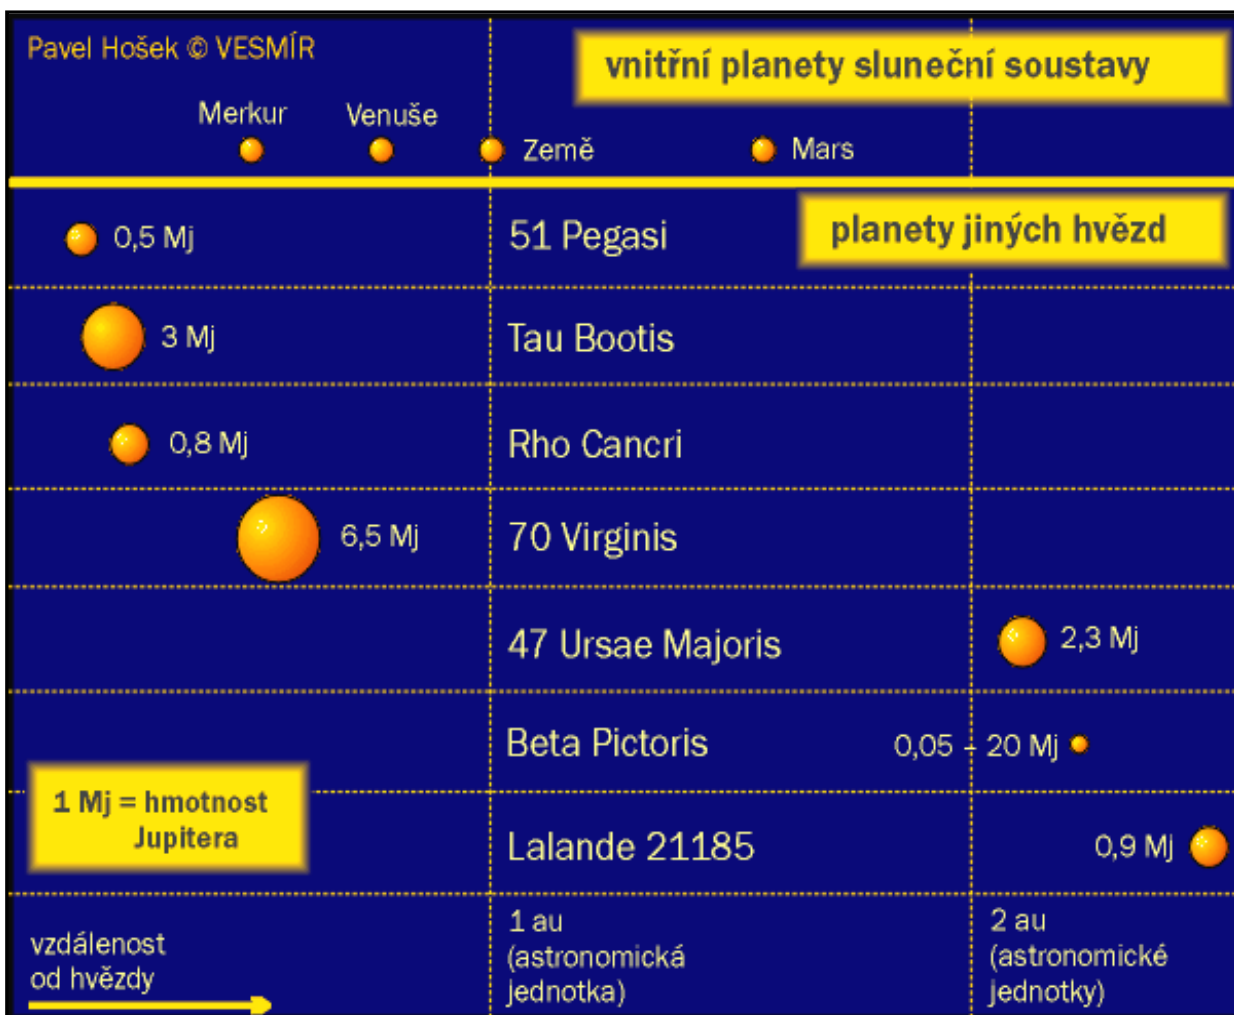 Pavel Hošek © VESMÍR
vnitřní planety sluneční soustavy
Merkur
Venuše
Země
Mars
planety jiných hvězd
0,5 Mj
51 Pegasi
3 Mj
Tau Bootis
0,8 Mj
Rho Cancri
6,5 Mj
70 Virginis
47 Ursae Majoris
2,3 Mj
Beta Pictoris
0,05 – 20 Mj
1 Mj = hmotnost
Jupitera
Lalande 21185
0,9 Mj
vzdálenost
od hvězdy
1 au
(astronomická
jednotka)
2 au
(astronomické
jednotky)